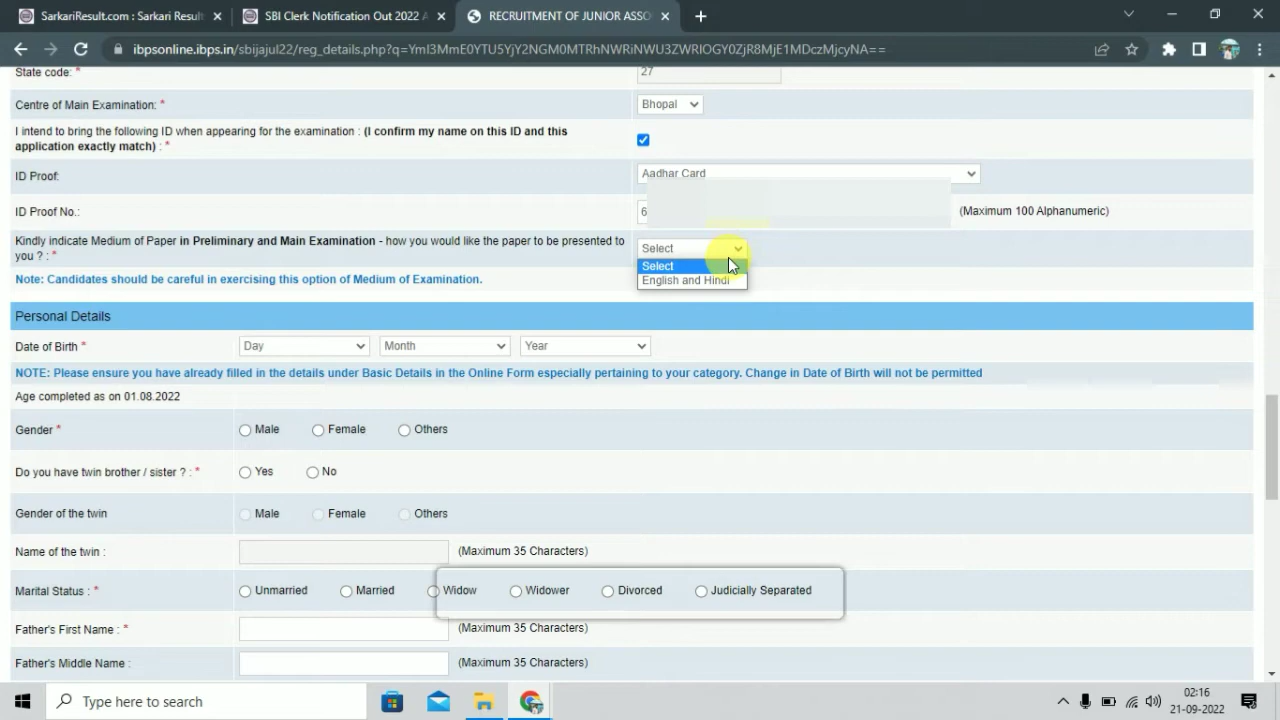 SarkariResult.com : Sarkari Result
SBI Clerk Notification Out 2022 A
RECRUITMENT OF JUNIOR ASSO
ibpsonline.ibps.in/sbijajul22/reg_details.php?q=YmI3MmE0YTU5YjY2NGM0MTRhNWRiNWU3ZWRlOGY0ZjR8MjE1MDczMjcyNA==
State code: * 27
Centre of Main Examination: * Bhopal
I intend to bring the following ID when appearing for the examination : (I confirm my name on this ID and this
application exactly match) : *
ID Proof: Aadhar Card
ID Proof No.: 6 (Maximum 100 Alphanumeric)
Kindly indicate Medium of Paper in Preliminary and Main Examination - how you would like the paper to be presented to
you ? : *
Select
Select
English and Hindi
Note: Candidates should be careful in exercising this option of Medium of Examination.
Personal Details
Date of Birth * Day Month Year
NOTE: Please ensure you have already filled in the details under Basic Details in the Online Form especially pertaining to your category. Change in Date of Birth will not be permitted
Age completed as on 01.08.2022
Gender * Male Female Others
Do you have twin brother / sister ? : * Yes No
Gender of the twin Male Female Others
Name of the twin : (Maximum 35 Characters)
Marital Status : * Unmarried Married Widow Widower Divorced Judicially Separated
Father's First Name : * (Maximum 35 Characters)
Father's Middle Name : (Maximum 35 Characters)
Type here to search
02:16
21-09-2022